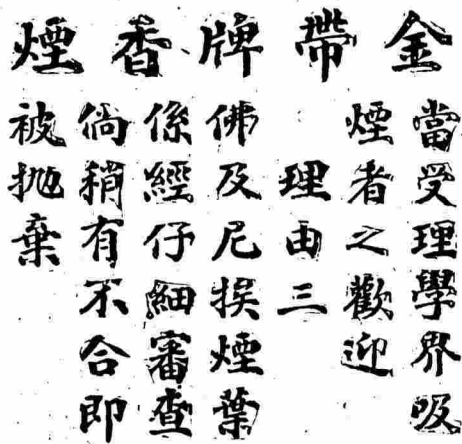 金帶牌香煙
當受理學界吸
煙者之歡迎
理由三
佛及尼挨煙葉
係經仔細審查
倘稍有不合即
被拋棄